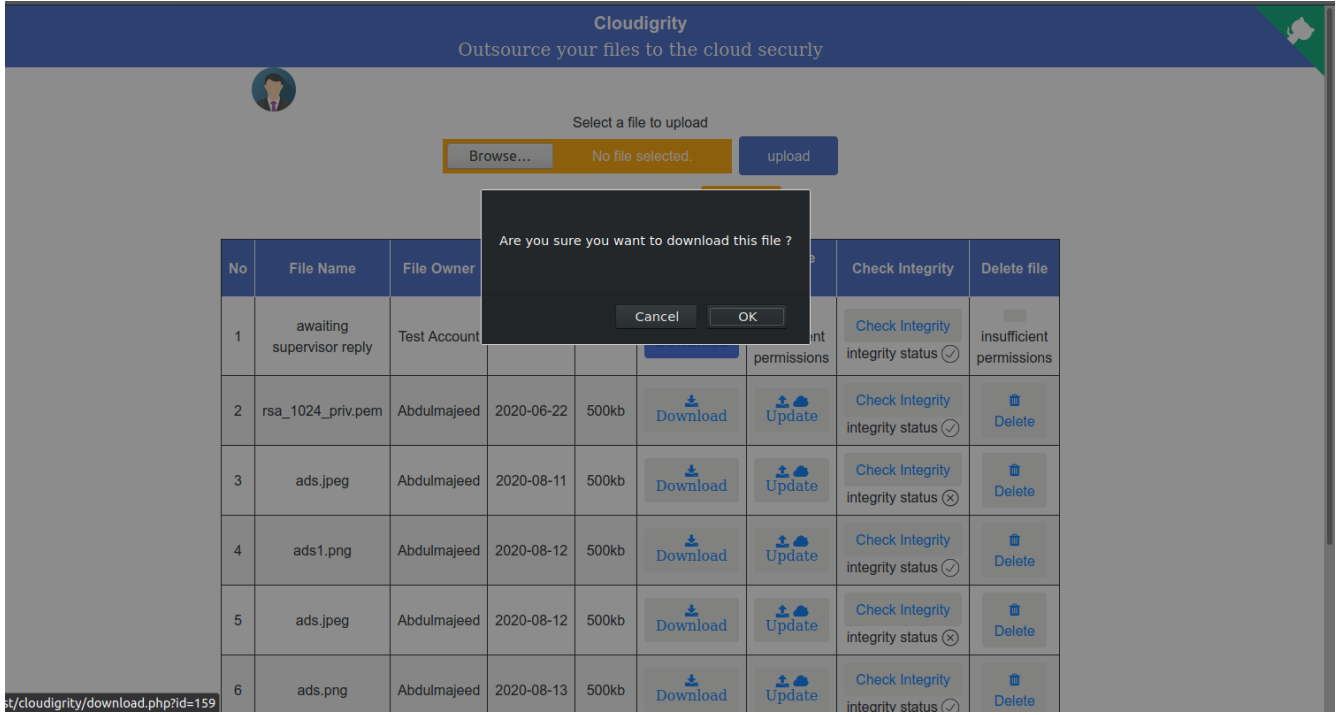 Cloudigrity
Outsource your files to the cloud securly
Select a file to upload
Browse... No file selected. upload
Are you sure you want to download this file ?
Cancel OK
No File Name File Owner Check Integrity Delete file
1 awaiting supervisor reply Test Account permissions Check Integrity integrity status insufficient permissions
2 rsa_1024_priv.pem Abdulmajeed 2020-06-22 500kb Download Update Check Integrity integrity status Delete
3 ads.jpeg Abdulmajeed 2020-08-11 500kb Download Update Check Integrity integrity status Delete
4 ads1.png Abdulmajeed 2020-08-12 500kb Download Update Check Integrity integrity status Delete
5 ads.jpeg Abdulmajeed 2020-08-12 500kb Download Update Check Integrity integrity status Delete
6 ads.png Abdulmajeed 2020-08-13 500kb Download Update Check Integrity integrity status Delete
st/cloudigrity/download.php?id=159